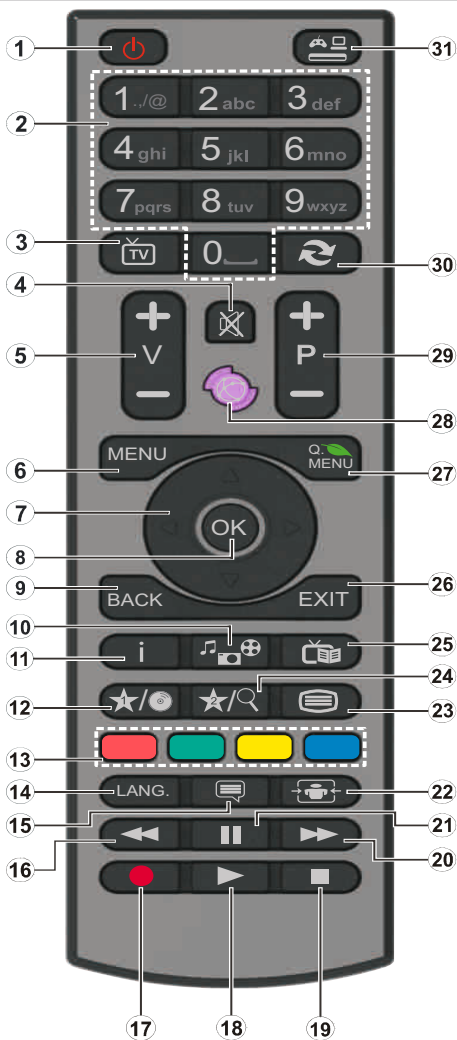 1
31
1.,/@ 2 abc 3 def
2
4 ghi 5 jkl 6 mno
7 pqrs 8 tuv 9 wxyz
3
TV
0
30
4
+
V
−
5
+
P
−
29
28
MENU
Q.
MENU
6
27
7
OK
8
9
BACK
EXIT
26
10
i
11
25
24
12
1/
2/
23
13
14
LANG.
22
15
21
16
20
17
18
19